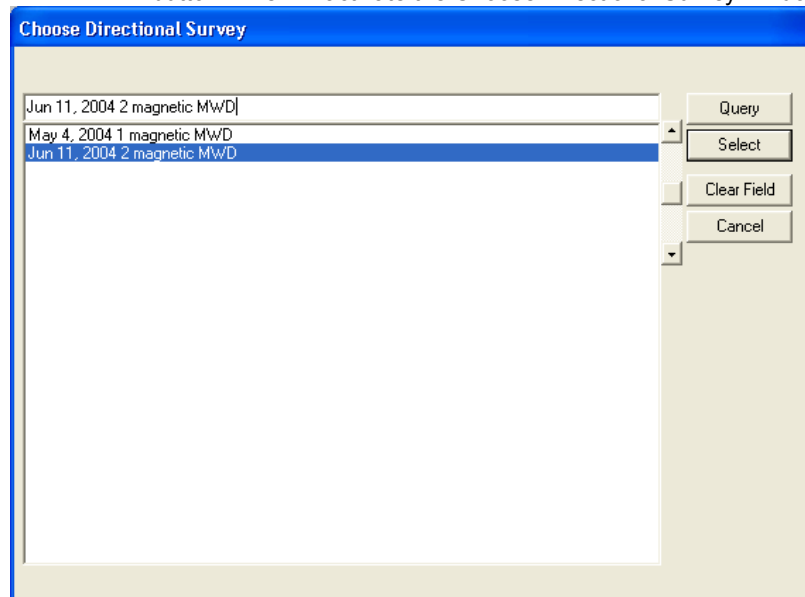 Choose Directional Survey
Jun 11, 2004 2 magnetic MWD
Query
May 4, 2004 1 magnetic MWD
Jun 11, 2004 2 magnetic MWD
Select
Clear Field
Cancel